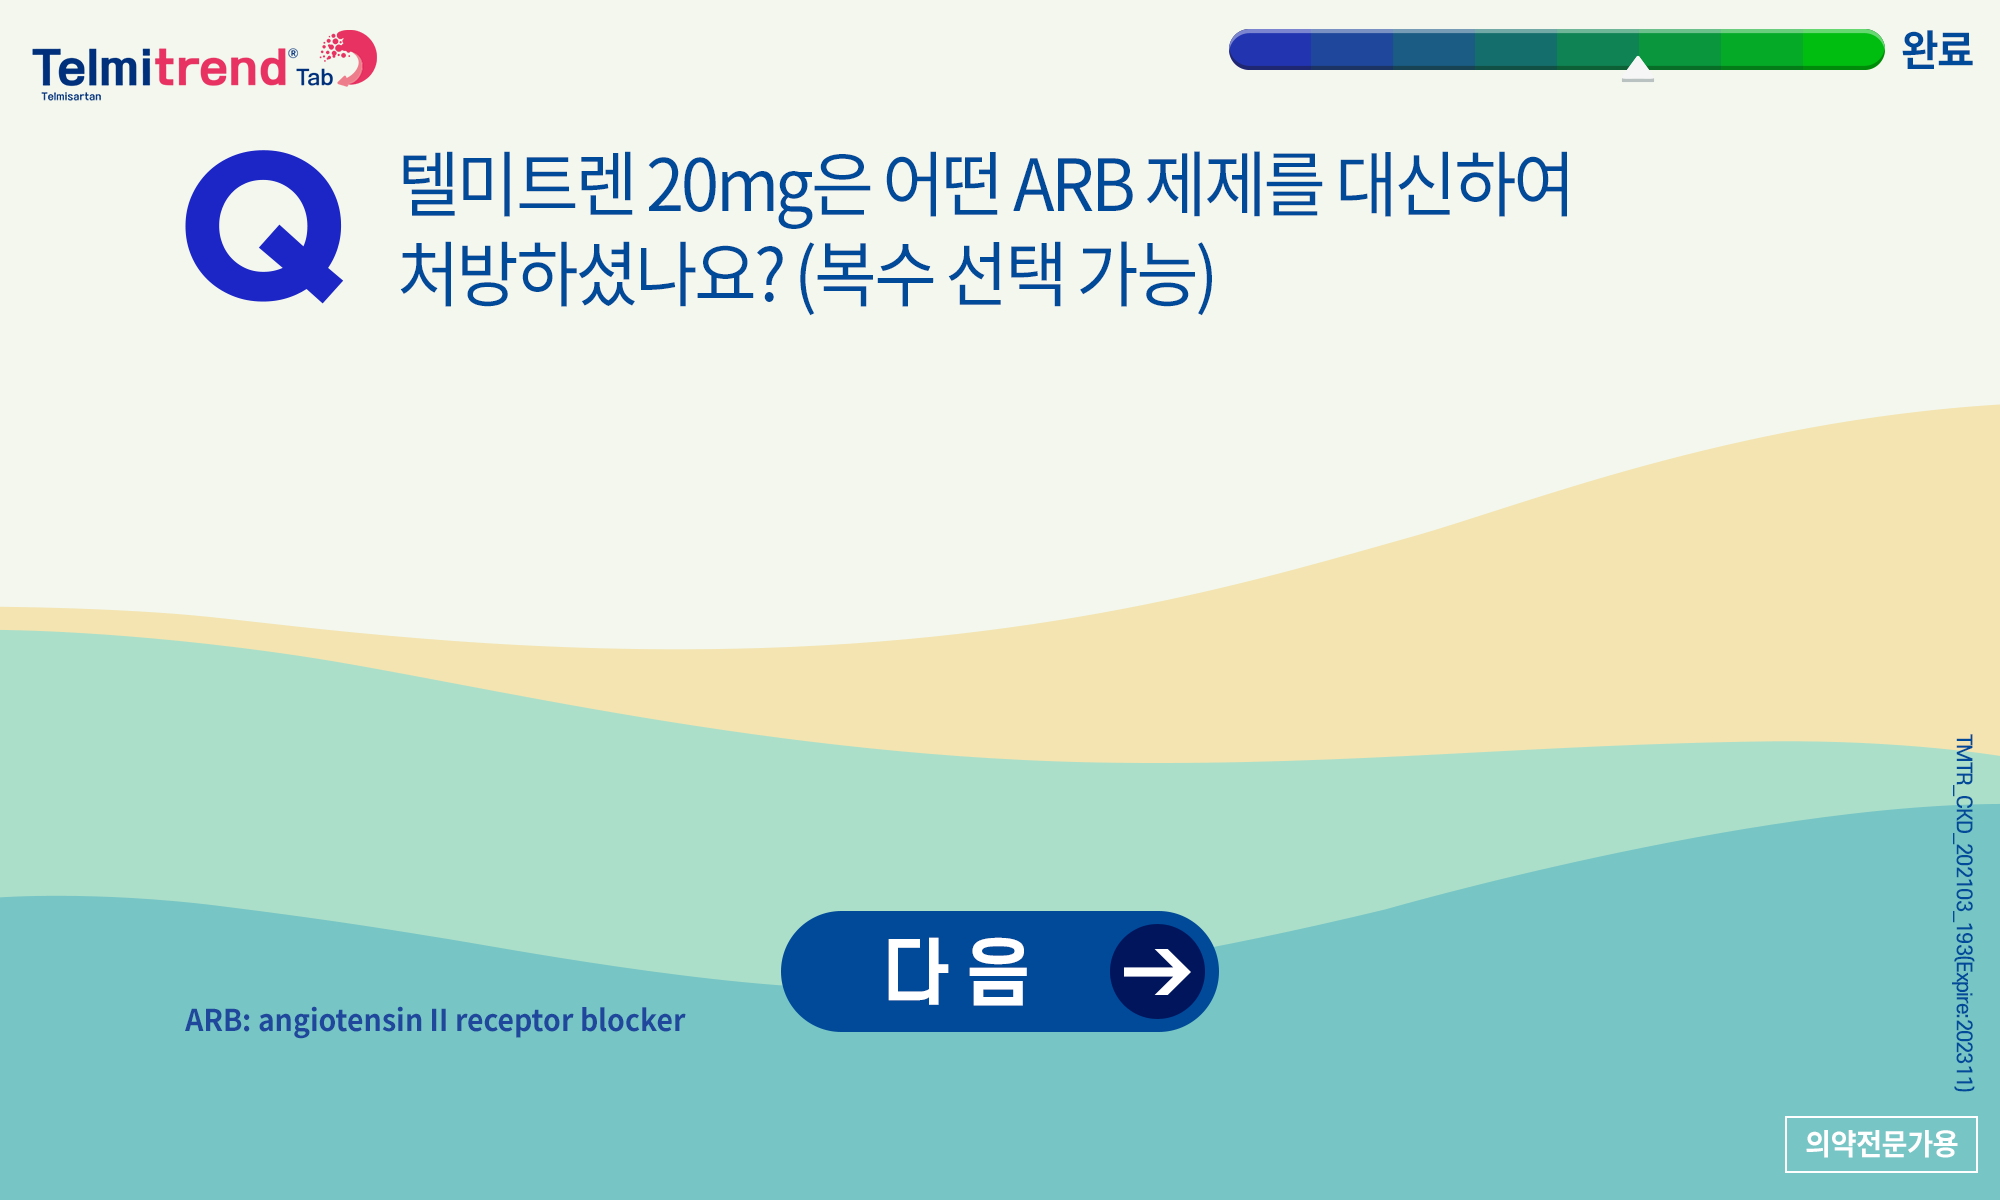 Telmitrend® Tab
Telmisartan
완료
Q
텔미트렌 20mg은 어떤 ARB 제제를 대신하여
처방하셨나요? (복수 선택 가능)
다음
ARB: angiotensin II receptor blocker
TMTR_CKD_202103_193(Expire:202311)
의약전문가용